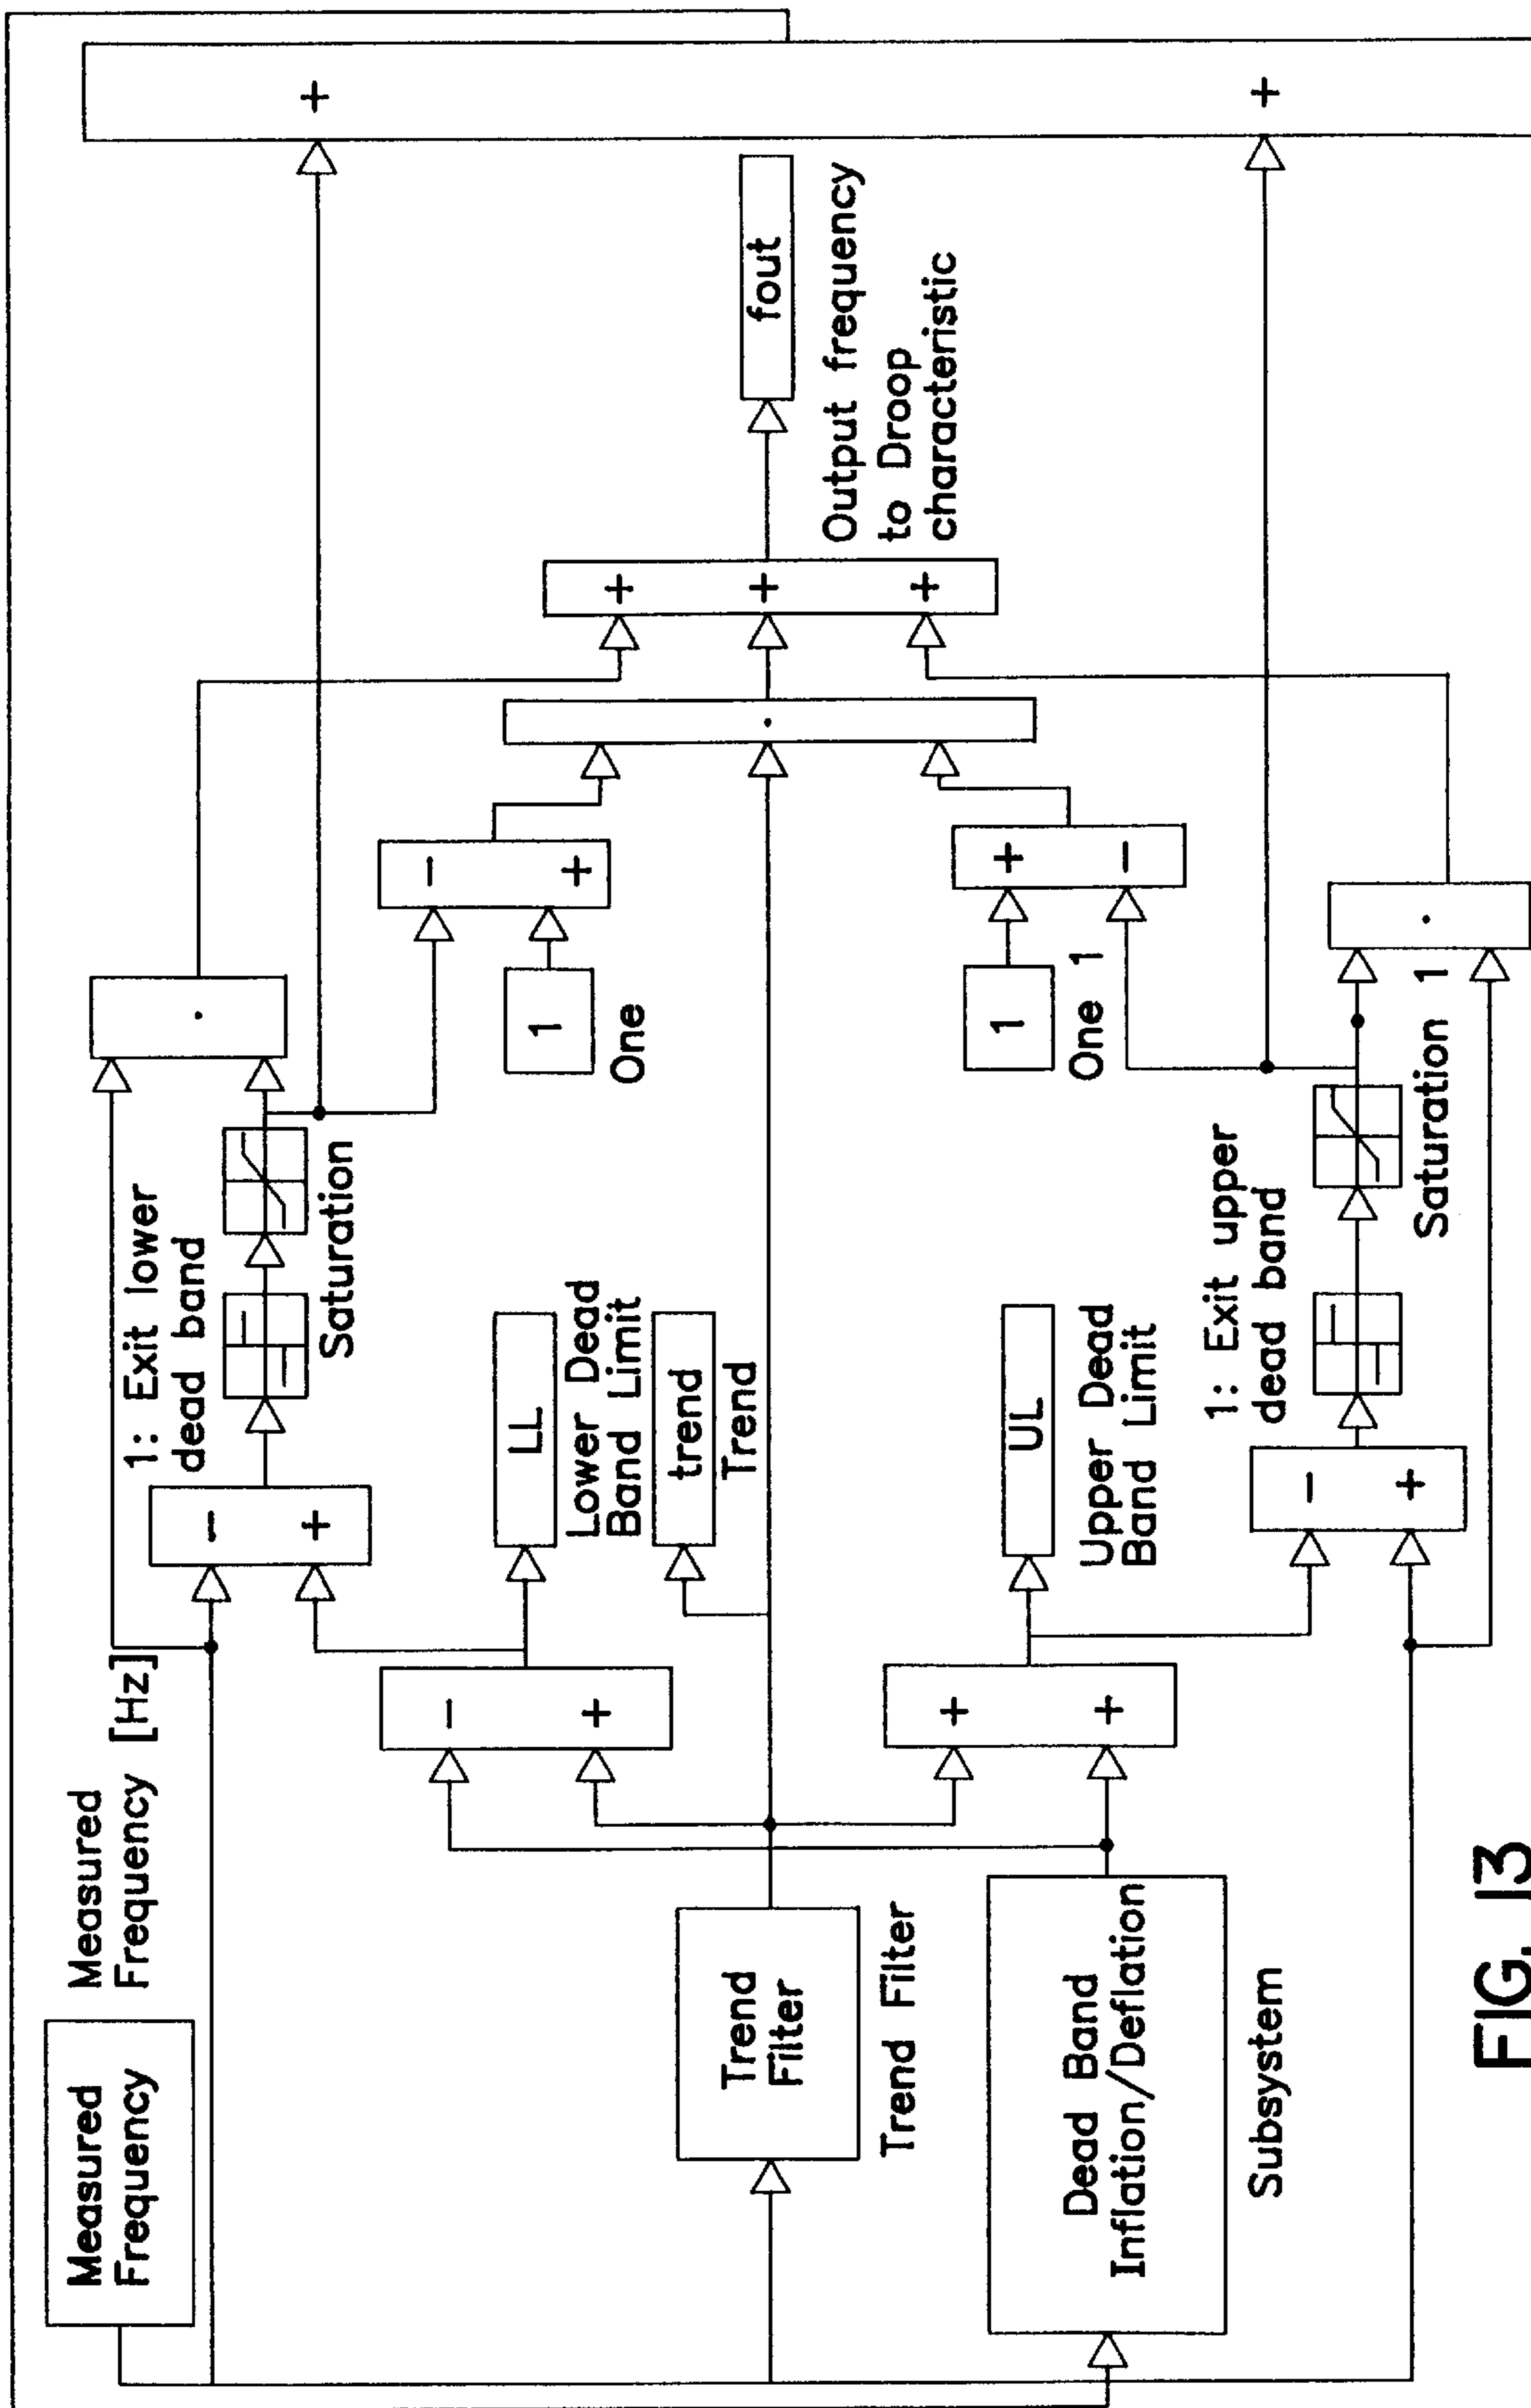 Measured
Frequency
Measured
Frequency [Hz]
1: Exit lower
dead band
Saturation
-
+
.
+
-
+
LL
Lower Dead
Band Limit
-
+
1
One
trend
Trend
Trend
Filter
Trend Filter
.
+
+
+
fout
Output frequency
to Droop
characteristic
Dead Band
Inflation/Deflation
Subsystem
+
+
UL
Upper Dead
Band Limit
1
One 1
+
-
1: Exit upper
dead band
-
+
Saturation 1
.
+
FIG. 13